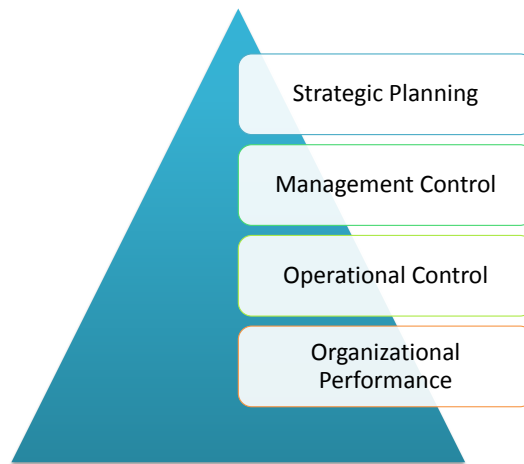 Strategic Planning
Management Control
Operational Control
Organizational
Performance